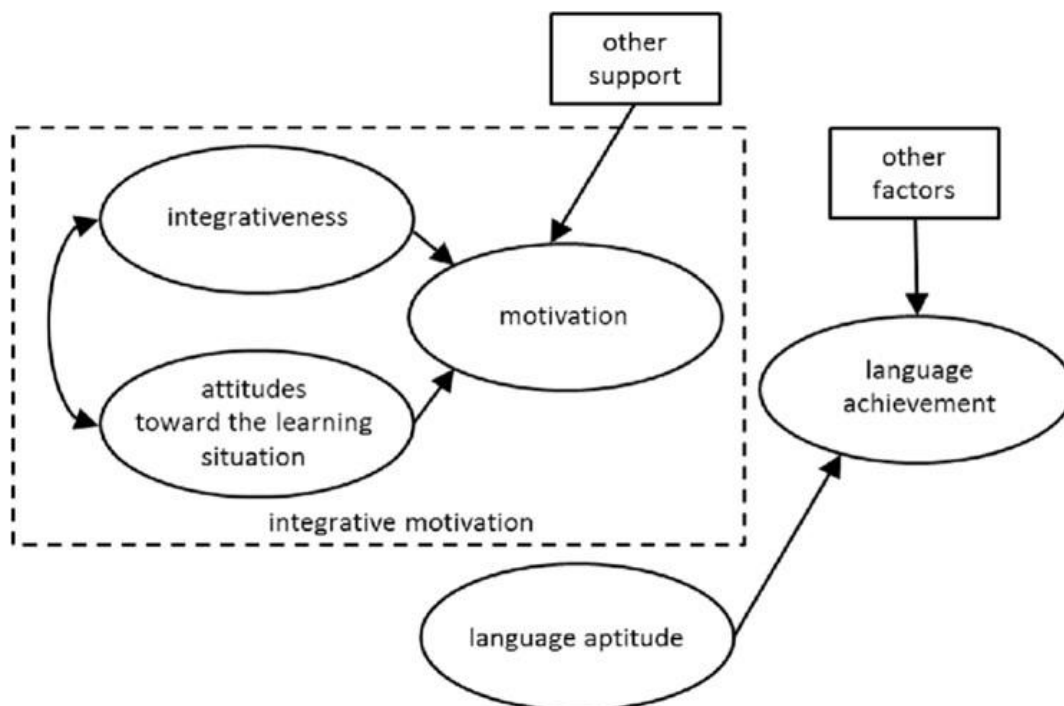 other
support
other
factors
integrativeness
motivation
attitudes
toward the learning
situation
language
achievement
integrative motivation
language aptitude